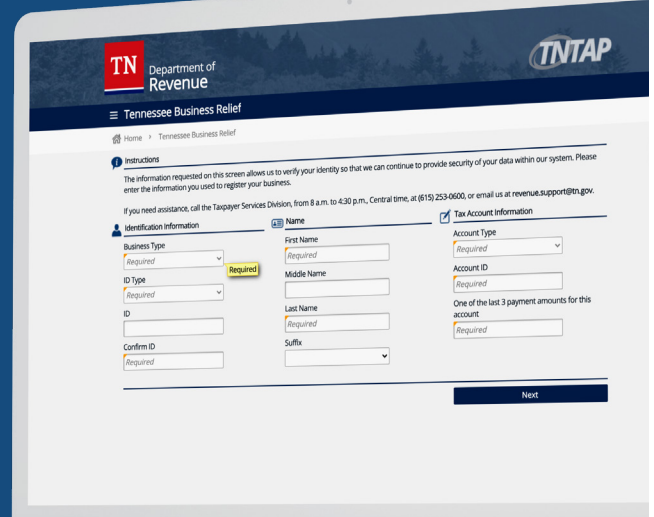 TN
Department of
Revenue
TNTAP
≡ Tennessee Business Relief
Home > Tennessee Business Relief
Instructions
The information requested on this screen allows us to verify your identity so that we can continue to provide security of your data within our system. Please
enter the information you used to register your business.
If you need assistance, call the Taxpayer Services Division, from 8 a.m. to 4:30 p.m., Central time, at (615) 253-0600, or email us at revenue.support@tn.gov.
Identification Information
Business Type
Required
Required
ID Type
Required
ID
Confirm ID
Required
Name
First Name
Required
Middle Name
Last Name
Required
Suffix
Tax Account Information
Account Type
Required
Account ID
Required
One of the last 3 payment amounts for this
account
Required
Next